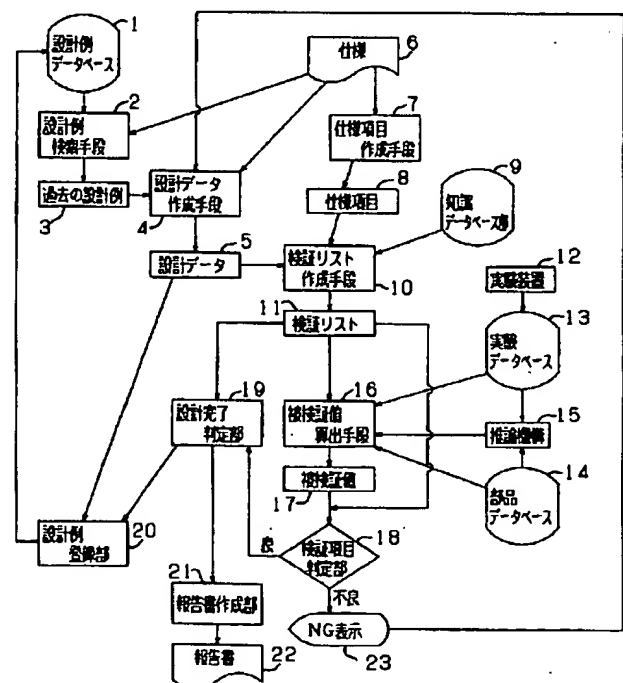 1
設計例
データベース
6
仕様
2
設計例
検索手段
7
仕様項目
作成手段
9
知識
データベース部
8
仕様項目
過去の設計例
3
設計データ
作成手段
4
5
設計データ
検証リスト
作成手段
10
12
実験装置
11
検証リスト
13
実験
データベース
19
設計完了
判定部
16
被検証値
算出手段
15
推論機構
17
被検証値
14
部品
データベース
設計例
登録部
20
良
検証項目
判定部
18
21
報告書作成部
不良
NG表示
23
報告書
22